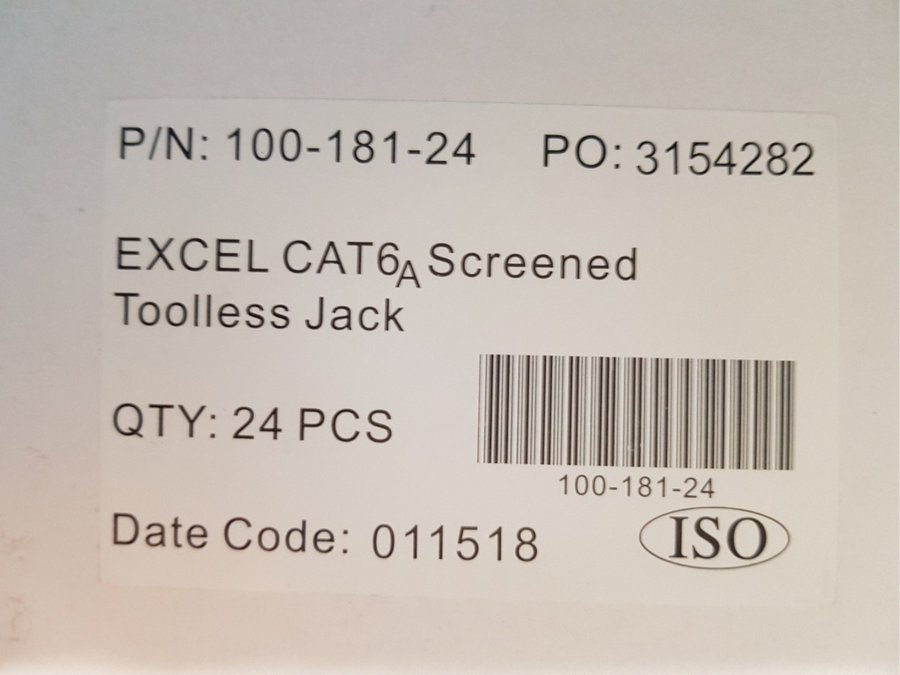 P/N: 100-181-24 PO: 3154282
EXCEL CAT6A Screened
Toolless Jack
QTY: 24 PCS
100-181-24
Date Code: 011518
ISO